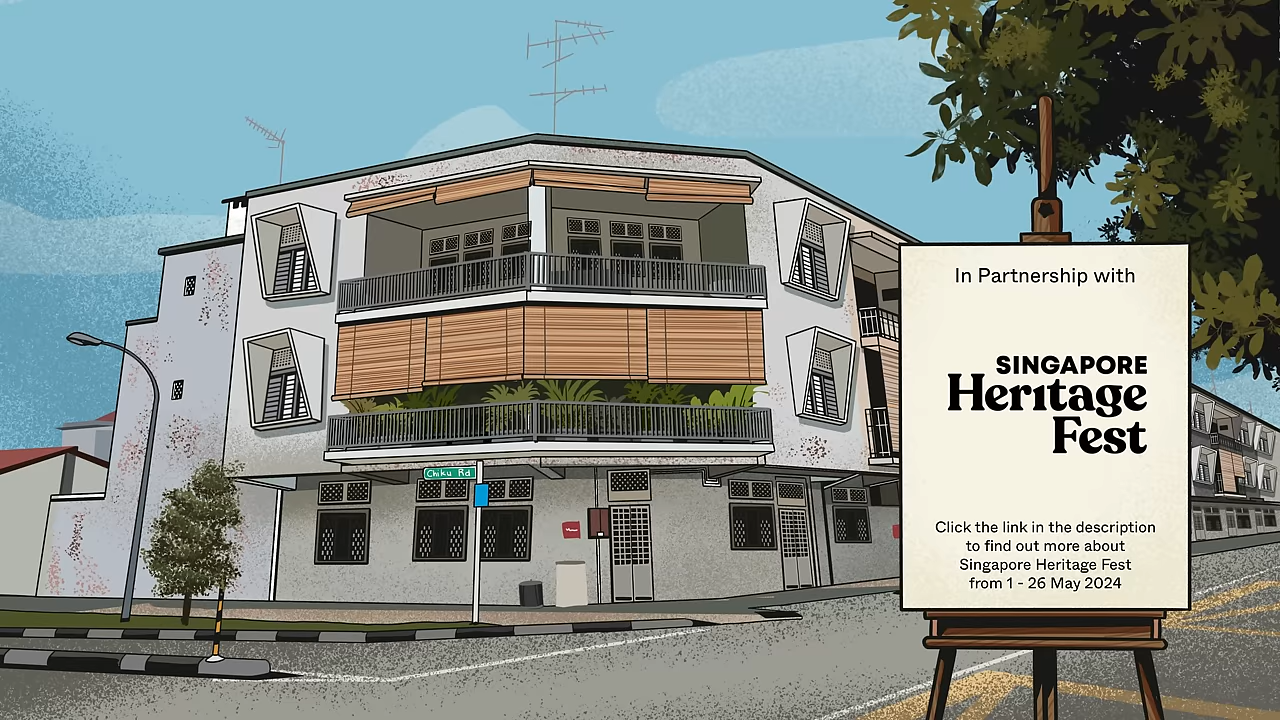 Chiku Rd
In Partnership with
SINGAPORE
Heritage
Fest
Click the link in the description
to find out more about
Singapore Heritage Fest
from 1 - 26 May 2024